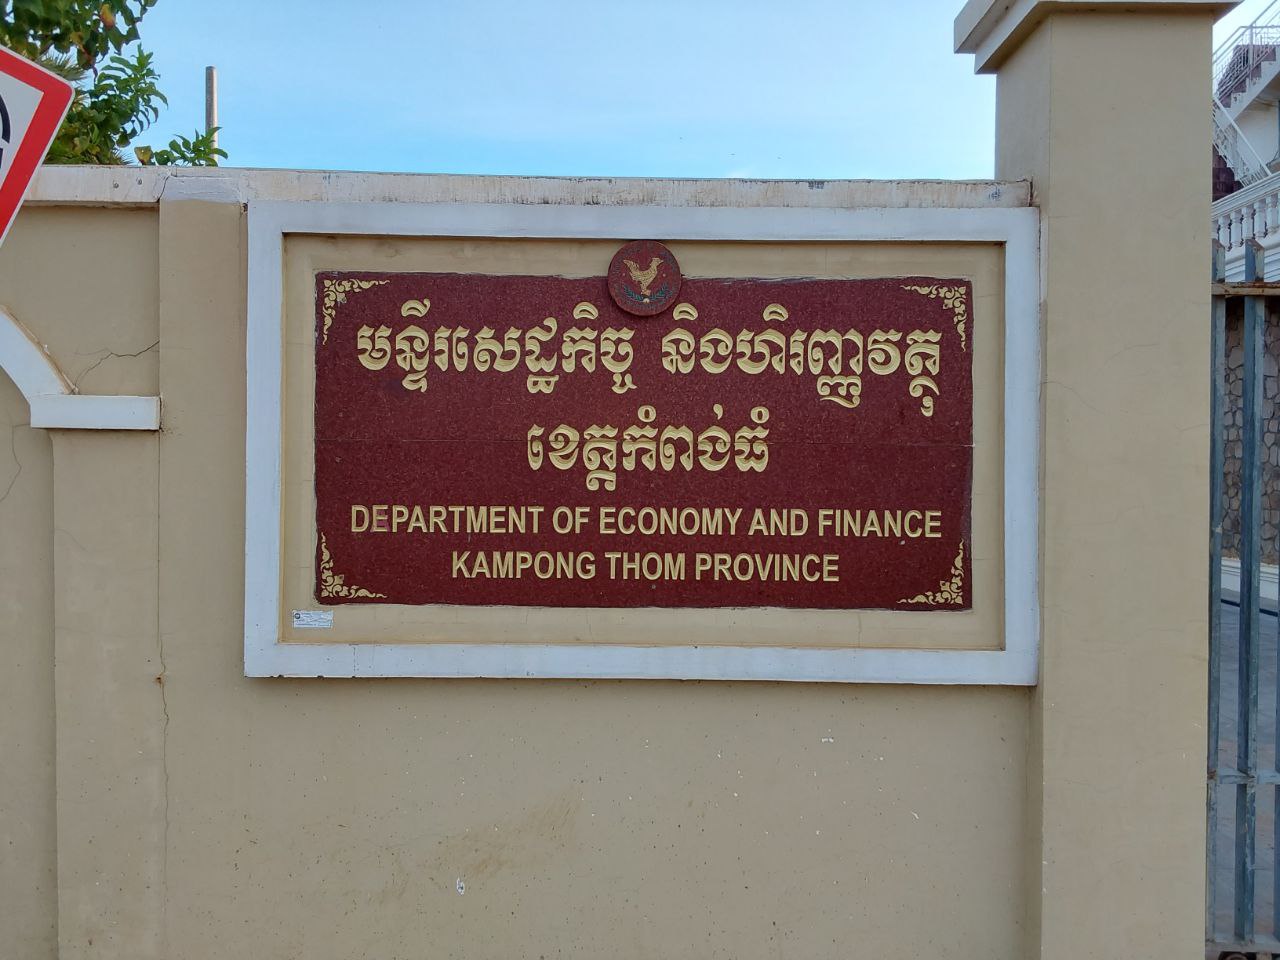 មន្ទីរសេដ្ឋកិច្ច និងហិរញ្ញវត្ថុ
ខេត្តកំពង់ធំ
DEPARTMENT OF ECONOMY AND FINANCE
KAMPONG THOM PROVINCE